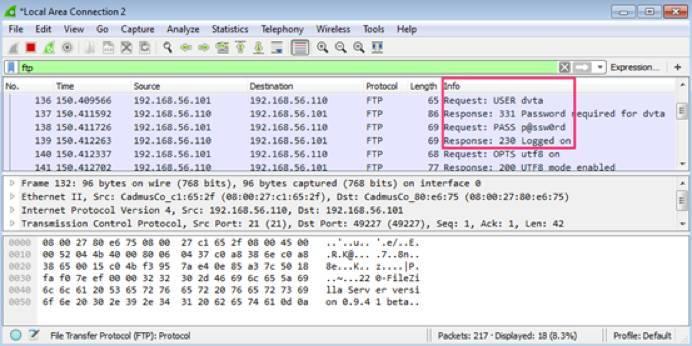 *Local Area Connection 2
File Edit View Go Capture Analyze Statistics Telephony Wireless Tools Help
ftp Expression... +
No. Time Source Destination Protocol Length Info
136 150.409566 192.168.56.101 192.168.56.110 FTP 65 Request: USER dvta
137 150.411592 192.168.56.110 192.168.56.101 FTP 86 Response: 331 Password required for dvta
138 150.411726 192.168.56.101 192.168.56.110 FTP 69 Request: PASS p@ssw0rd
139 150.412263 192.168.56.110 192.168.56.101 FTP 69 Response: 230 Logged on
140 150.412337 192.168.56.101 192.168.56.110 FTP 68 Request: OPTS utf8 on
141 150.412702 192.168.56.110 192.168.56.101 FTP 77 Response: 200 UTF8 mode enabled
Frame 132: 96 bytes on wire (768 bits), 96 bytes captured (768 bits) on interface 0
Ethernet II, Src: CadmusCo_c1:65:2f (08:00:27:c1:65:2f), Dst: CadmusCo_80:e6:75 (08:00:27:80:e6:75)
Internet Protocol Version 4, Src: 192.168.56.110, Dst: 192.168.56.101
Transmission Control Protocol, Src Port: 21 (21), Dst Port: 49227 (49227), Seq: 1, Ack: 1, Len: 42
0000 08 00 27 80 e6 75 08 00 27 c1 65 2f 08 00 45 00 ..'..u.. '.e/..E.
0010 00 52 04 4b 40 00 80 06 04 37 c0 a8 38 6e c0 a8 .R.K@... .7..8n..
0020 38 65 00 15 c0 4b f3 95 7a e4 0e 85 a3 7c 50 18 8e...K.. z....|P.
0030 fa f0 7e ef 00 00 32 32 30 2d 46 69 6c 65 5a 69 ..~...22 0-FileZi
0040 6c 6c 61 20 53 65 72 76 65 72 20 76 65 72 73 69 lla Serv er versi
0050 6f 6e 20 30 2e 39 2e 34 31 20 62 65 74 61 0d 0a on 0.9.4 1 beta..
File Transfer Protocol (FTP): Protocol Packets: 217 · Displayed: 18 (8.3%) Profile: Default